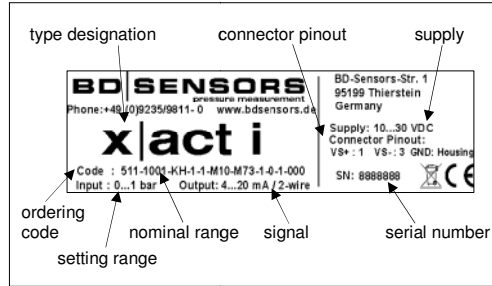 type designation
connector pinout
supply
BD|SENSORS
pressure measurement
Phone:+49 (0)9235/9811- 0 www.bdsensors.de
x|act i
Code : 511-1001-KH-1-1-M10-M73-1-0-1-000
Input : 0...1 bar Output: 4...20 mA / 2-wire
BD-Sensors-Str. 1
95199 Thierstein
Germany
Supply: 10...30 VDC
Connector Pinout:
VS+ : 1 VS- : 3 GND: Housing
SN: 8888888 CE
ordering
code
setting range
nominal range
signal
serial number